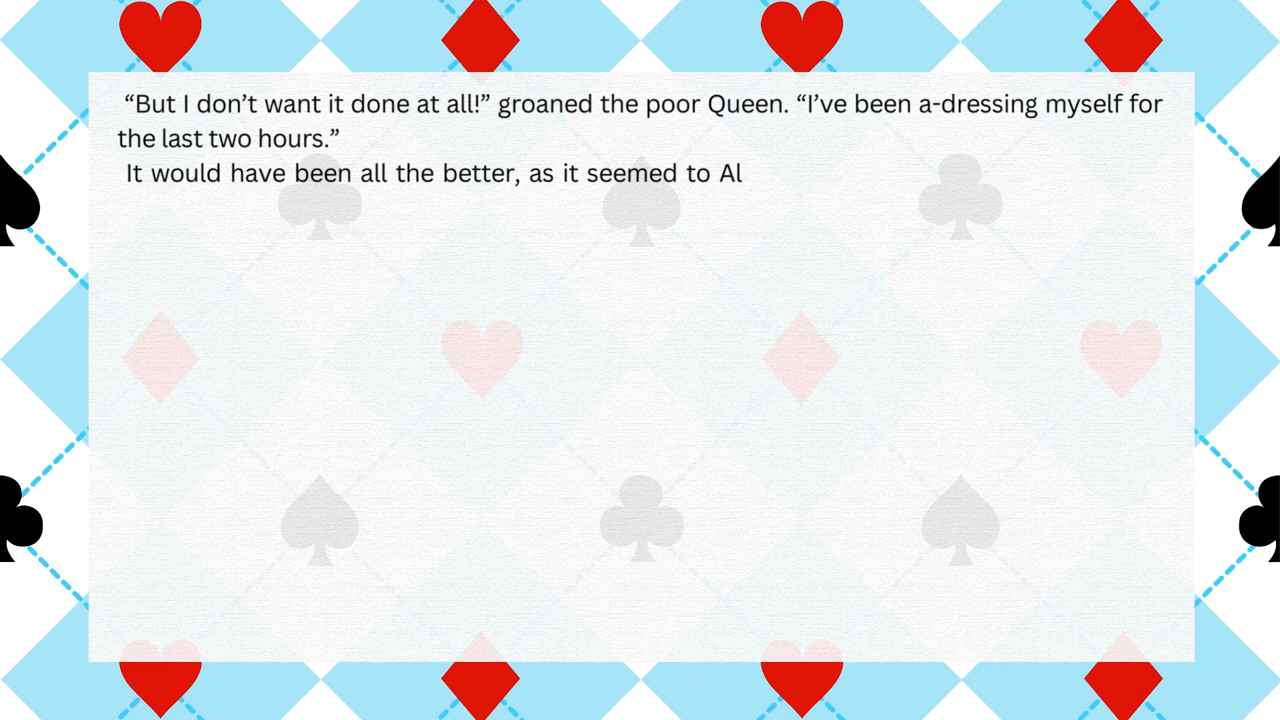 “But I don’t want it done at all!” groaned the poor Queen. “I’ve been a-dressing myself for
the last two hours.”
It would have been all the better, as it seemed to Al